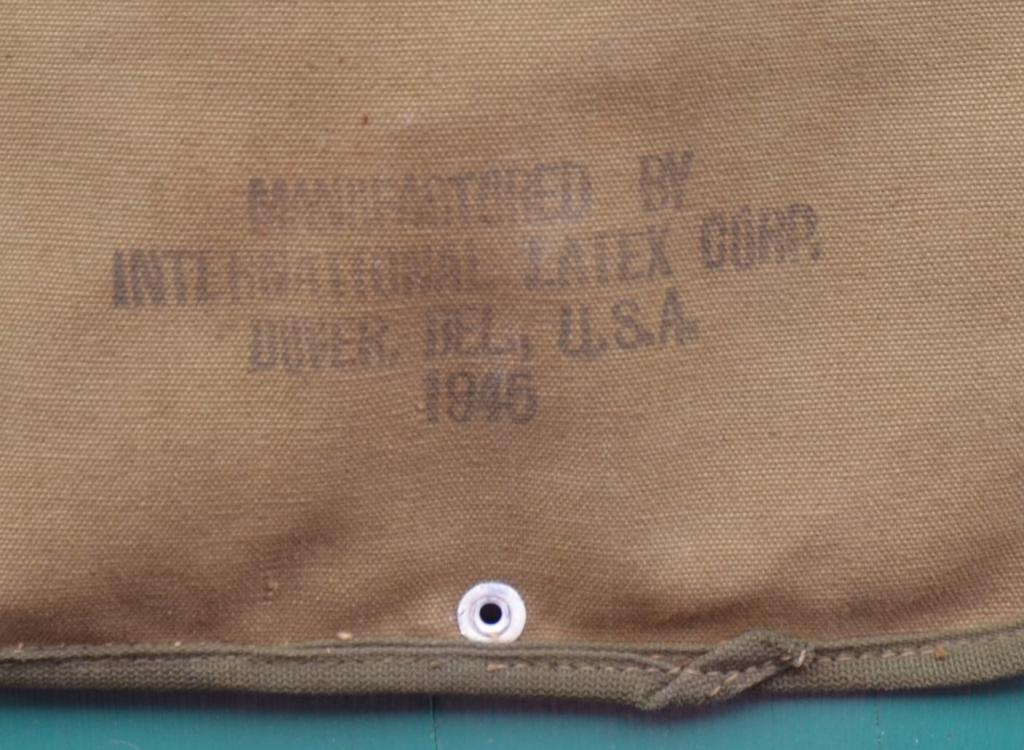 MANUFACTURED BY
INTERNATIONAL LATEX CORP.
DOVER. DEL., U.S.A.
1945